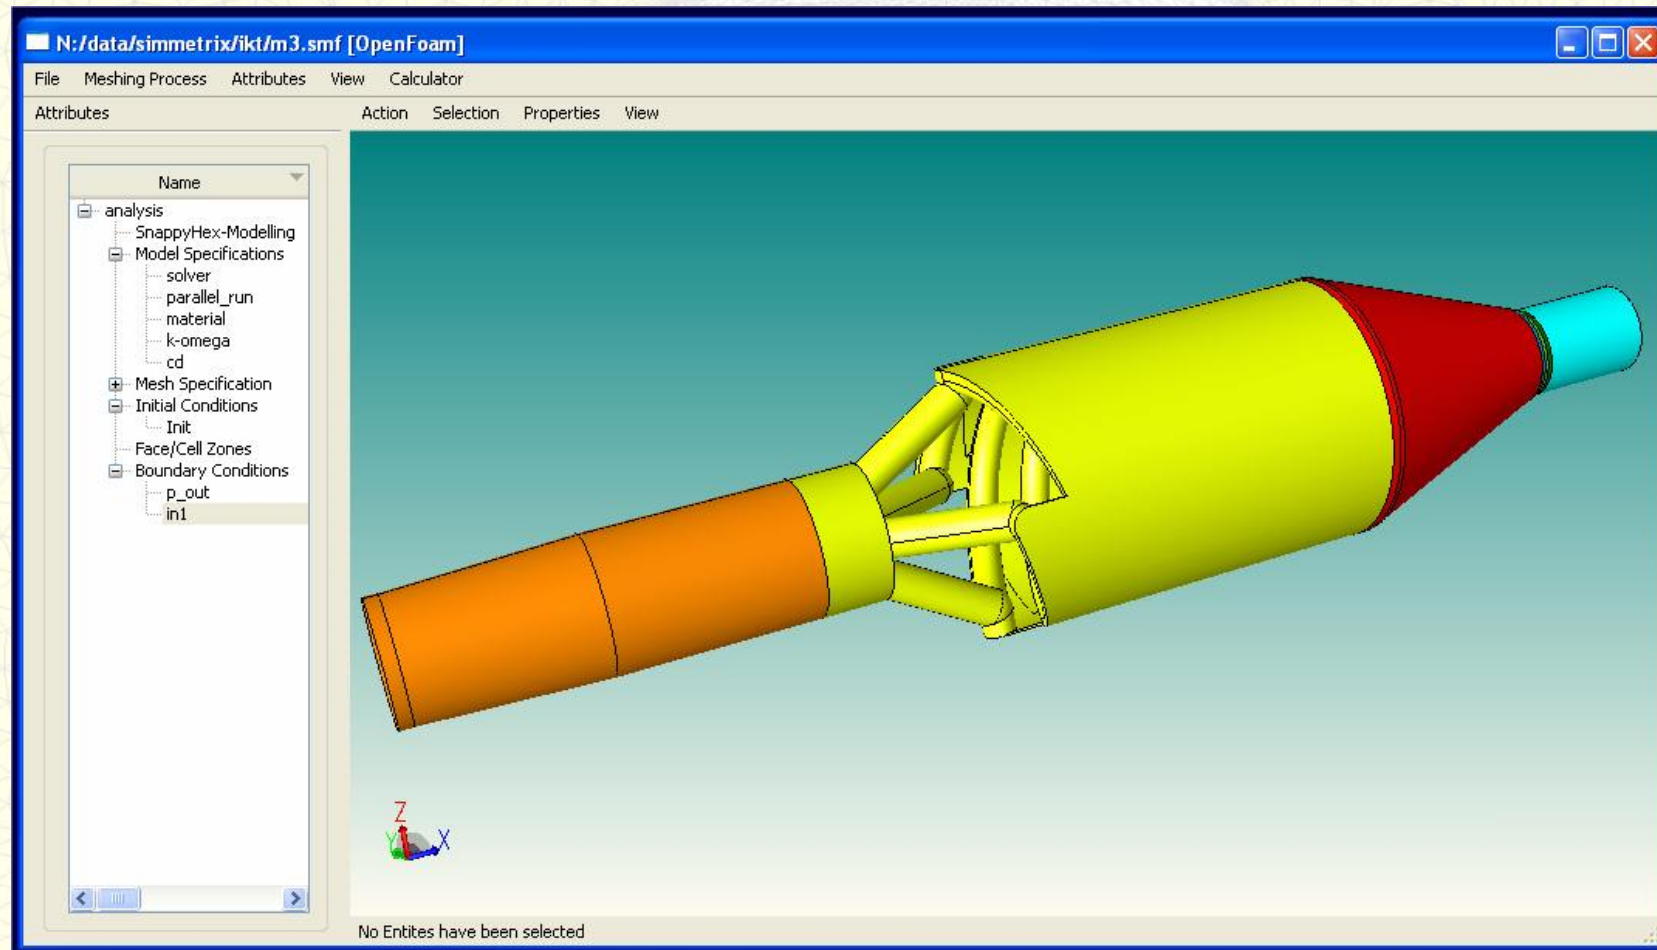 N:/data/simmetrix/ikt/m3.smf [OpenFoam]
File Meshing Process Attributes View Calculator
Attributes
Action Selection Properties View
Name
analysis
SnappyHex-Modelling
Model Specifications
solver
parallel_run
material
k-omega
cd
Mesh Specification
Initial Conditions
Init
Face/Cell Zones
Boundary Conditions
p_out
in1
Z
Y X
No Entites have been selected